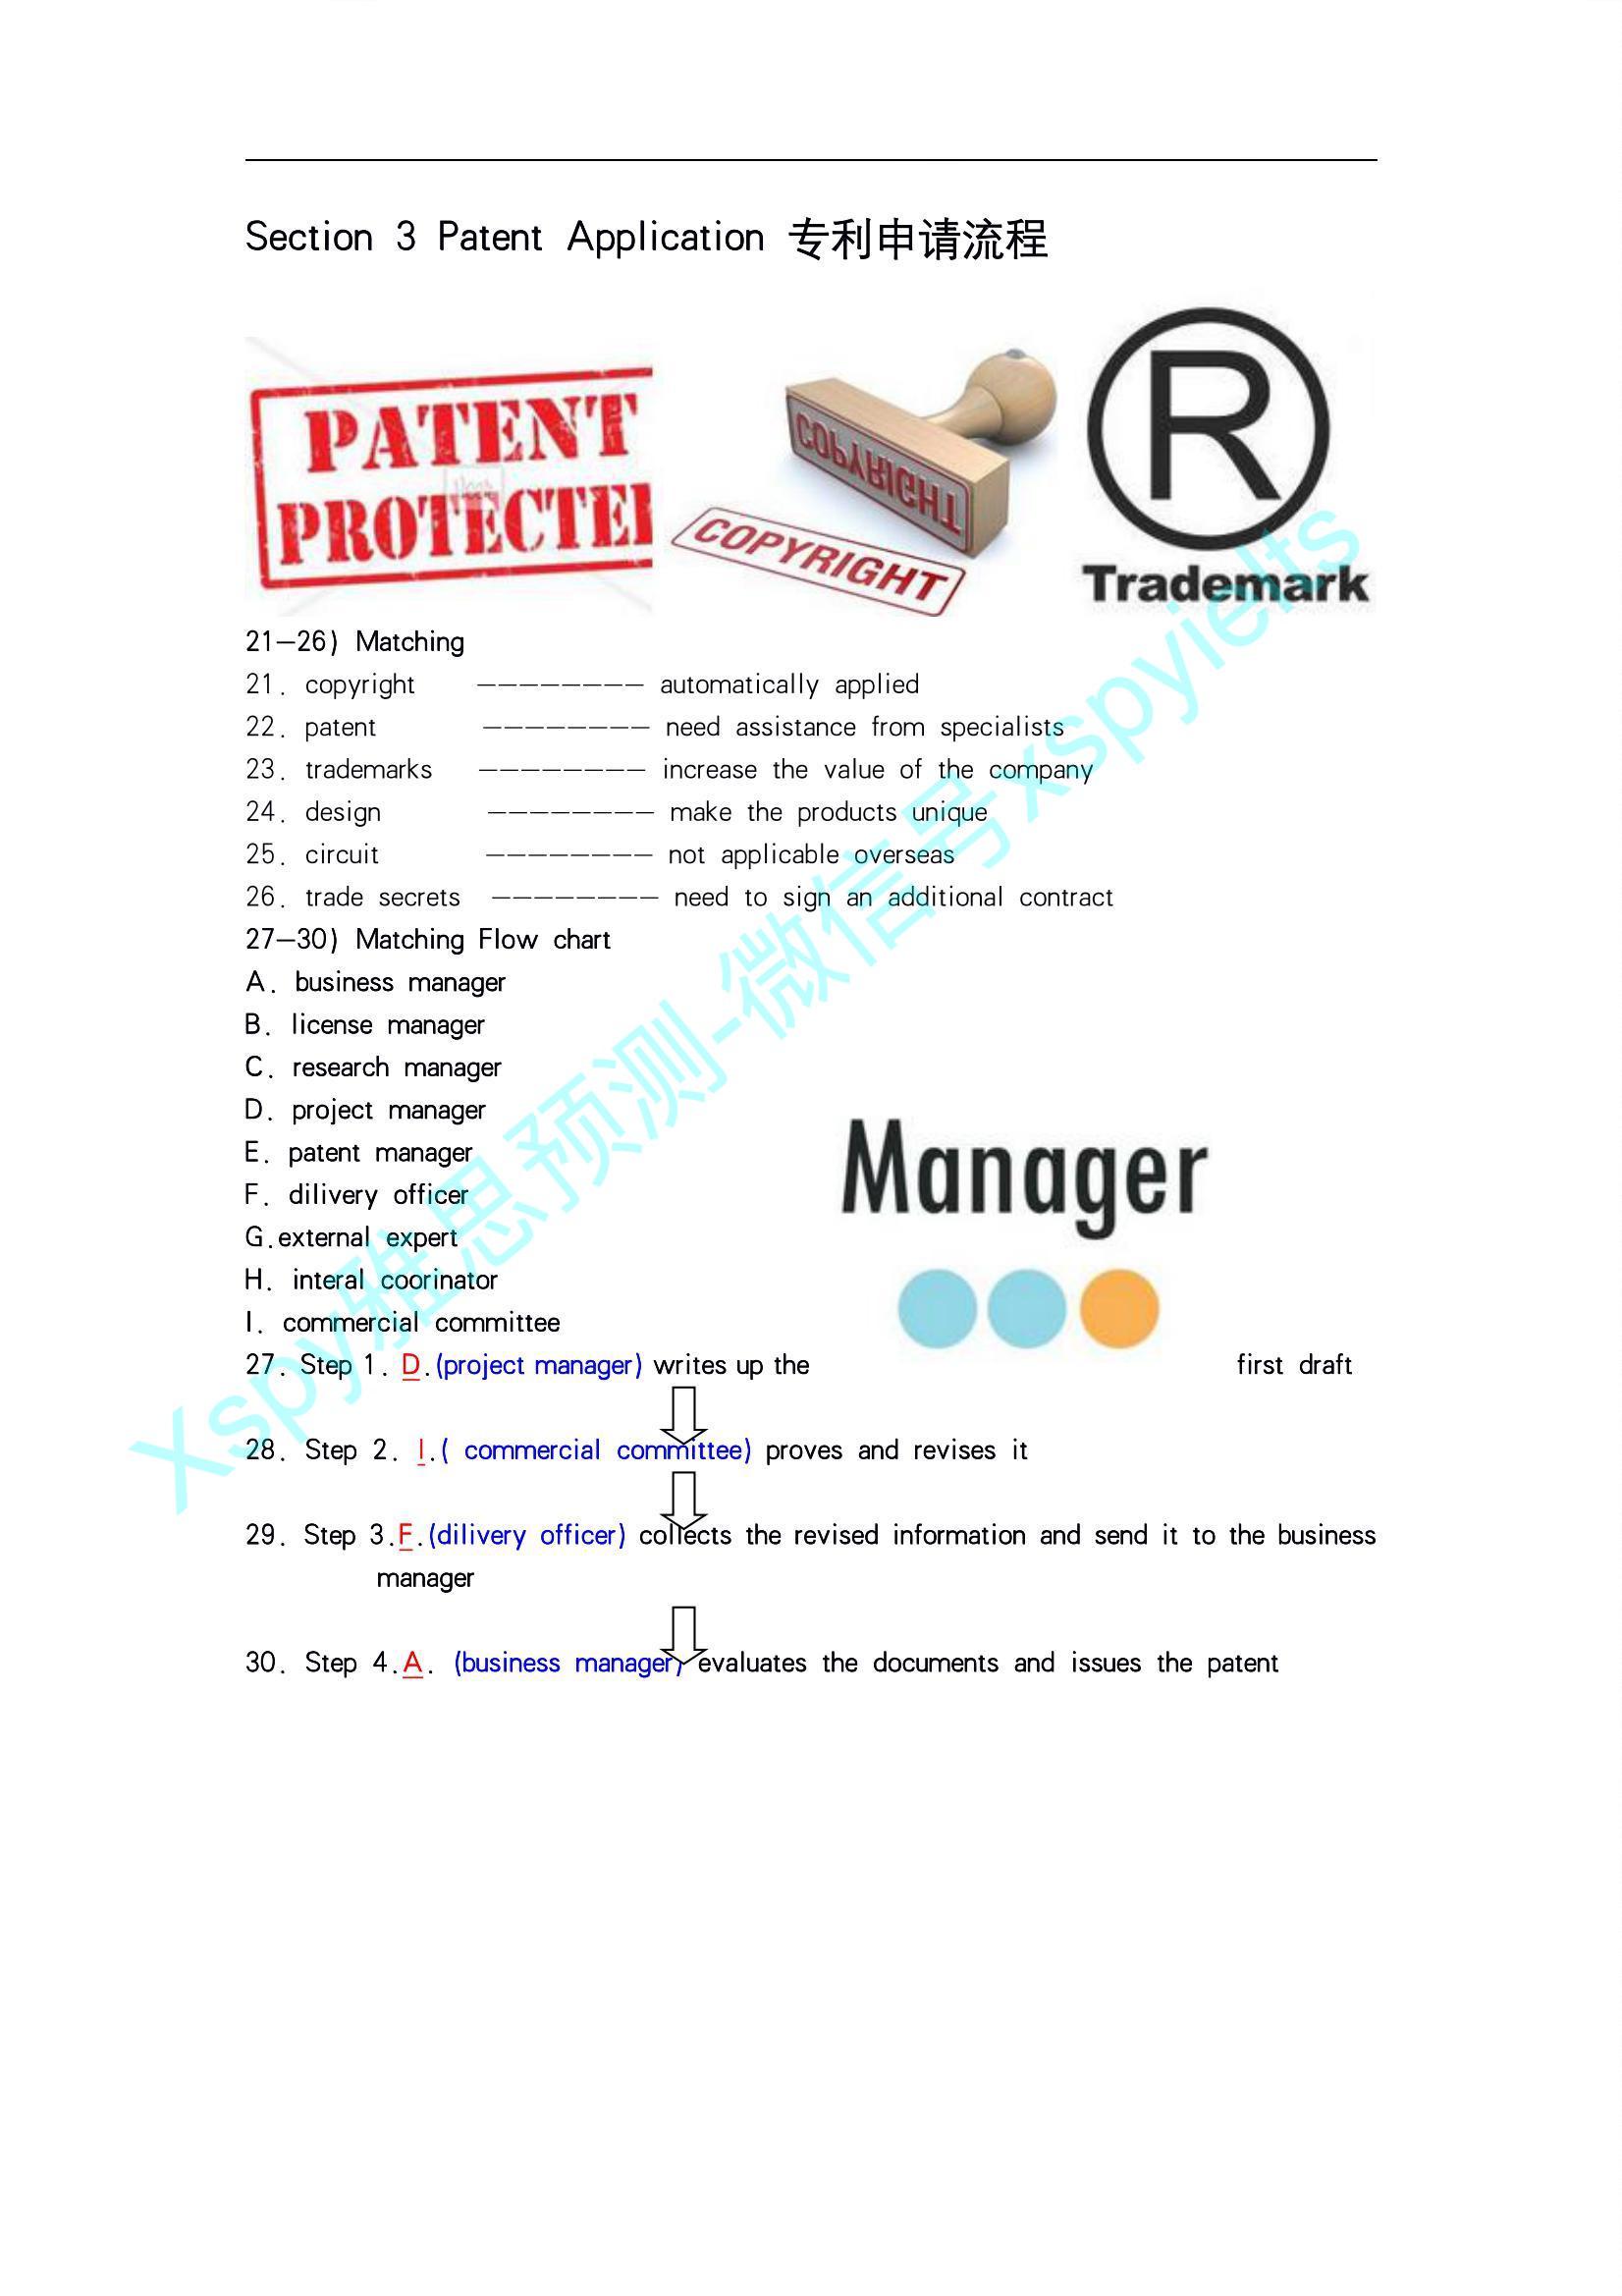 Section 3 Patent Application 专利申请流程
PATENT
PROTECTE
COPYRIGHT
COPYRIGHT
R
Trademark
21—26) Matching
21. copyright ———————— automatically applied
22. patent ———————— need assistance from specialists
23. trademarks ———————— increase the value of the company
24. design ———————— make the products unique
25. circuit ———————— not applicable overseas
26. trade secrets ———————— need to sign an additional contract
27—30) Matching Flow chart
A. business manager
B. license manager
C. research manager
D. project manager
E. patent manager
F. dilivery officer
G.external expert
H. interal coorinator
I. commercial committee
Manager
27. Step 1. D.(project manager) writes up the first draft
28. Step 2. I.( commercial committee) proves and revises it
29. Step 3.F.(dilivery officer) collects the revised information and send it to the business
manager
30. Step 4.A. (business manager) evaluates the documents and issues the patent
Xspy雅思预测-微信号xspyielts